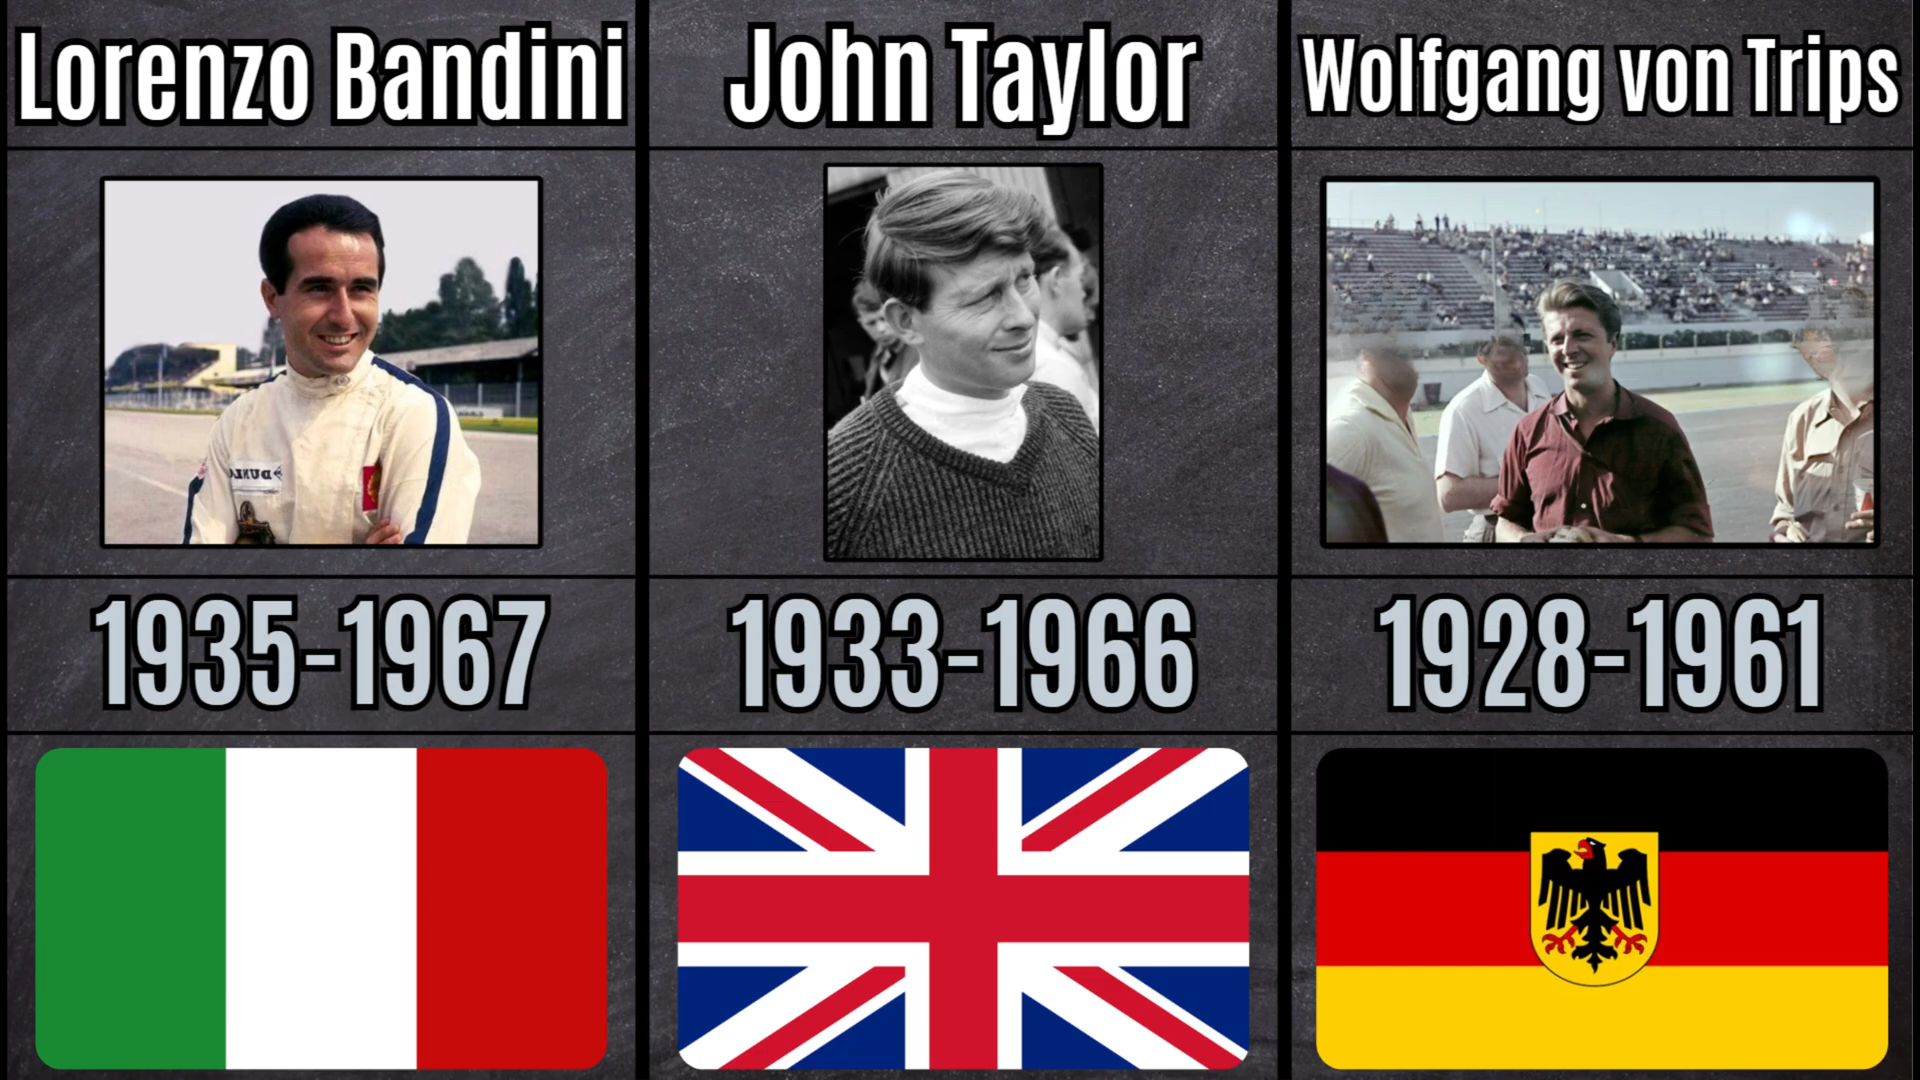 Lorenzo Bandini
John Taylor
Wolfgang von Trips
1935-1967
1933-1966
1928-1961